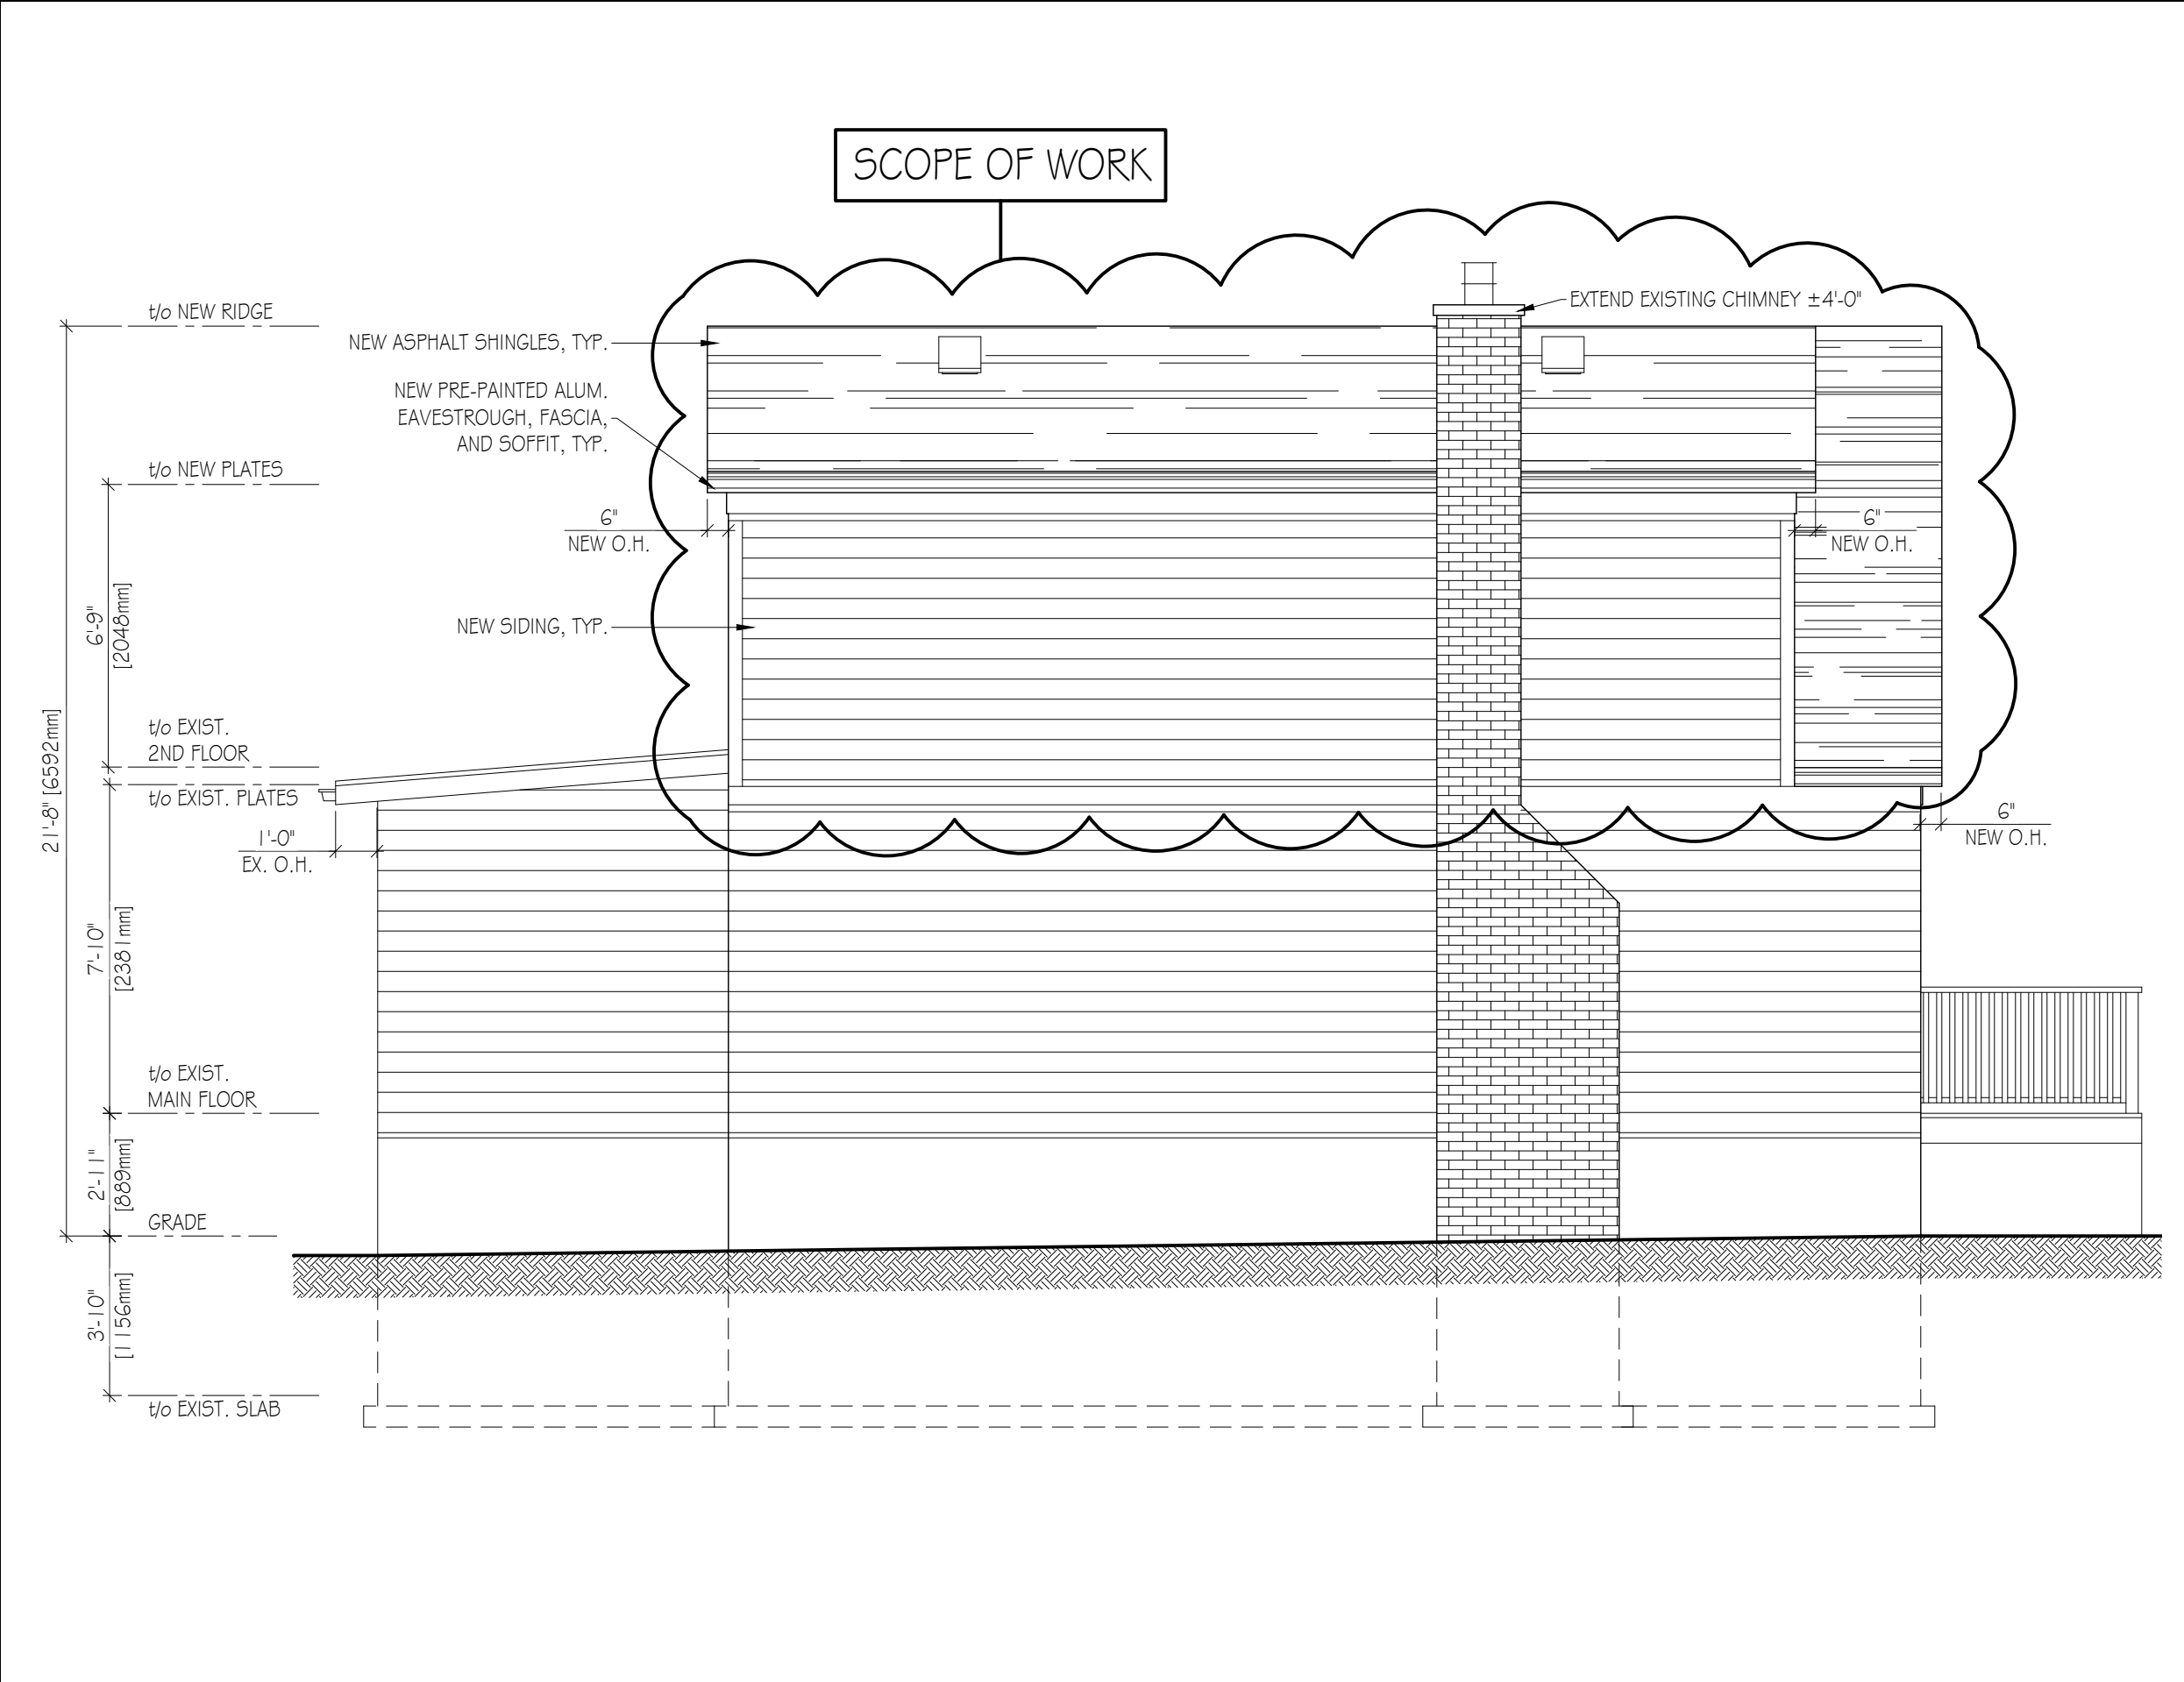 SCOPE OF WORK
EXTEND EXISTING CHIMNEY ±4'-0"
t/o NEW RIDGE
NEW ASPHALT SHINGLES, TYP.
NEW PRE-PAINTED ALUM.
EAVESTROUGH, FASCIA,
AND SOFFIT, TYP.
t/o NEW PLATES
6"
NEW O.H.
6"
NEW O.H.
6'-9"
[2048mm]
NEW SIDING, TYP.
21'-8" [6592mm]
t/o EXIST.
2ND FLOOR
t/o EXIST. PLATES
1'-0"
EX. O.H.
6"
NEW O.H.
7'-10"
[2381mm]
t/o EXIST.
MAIN FLOOR
2'-11"
[889mm]
GRADE
3'-10"
[1156mm]
t/o EXIST. SLAB